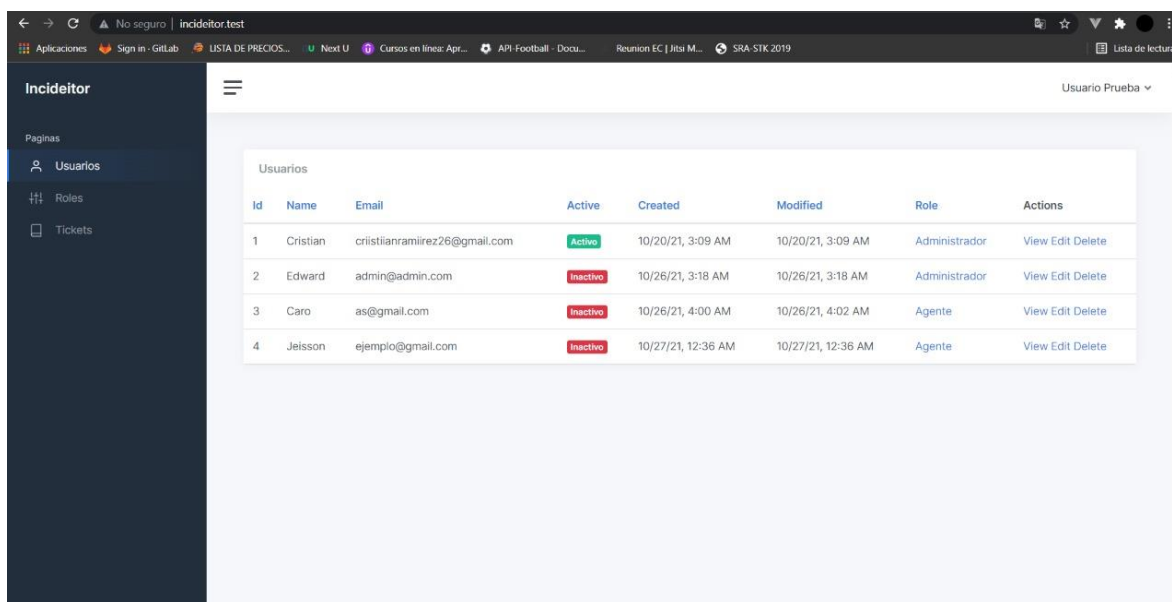 No seguro | incideitor.test
Aplicaciones Sign in · GitLab LISTA DE PRECIOS... U Next U Cursos en línea: Apr... API-Football - Docu... Reunion EC | Jitsi M... SRA-STK 2019 Lista de lectura
Incideitor Usuario Prueba
Paginas
Usuarios
Roles
Tickets
Usuarios
Id Name Email Active Created Modified Role Actions
1 Cristian criistiianramiirez26@gmail.com Activo 10/20/21, 3:09 AM 10/20/21, 3:09 AM Administrador View Edit Delete
2 Edward admin@admin.com Inactivo 10/26/21, 3:18 AM 10/26/21, 3:18 AM Administrador View Edit Delete
3 Caro as@gmail.com Inactivo 10/26/21, 4:00 AM 10/26/21, 4:02 AM Agente View Edit Delete
4 Jeisson ejemplo@gmail.com Inactivo 10/27/21, 12:36 AM 10/27/21, 12:36 AM Agente View Edit Delete